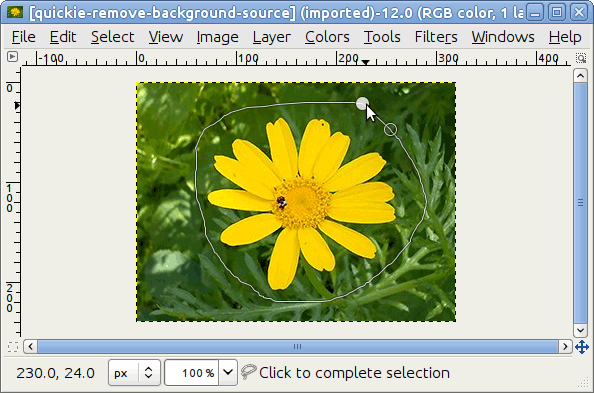 [quickie-remove-background-source] (imported)-12.0 (RGB color, 1 la
File Edit Select View Image Layer Colors Tools Filters Windows Help
-100 0 100 200 300 400
0
100
200
230.0, 24.0 px 100 % Click to complete selection